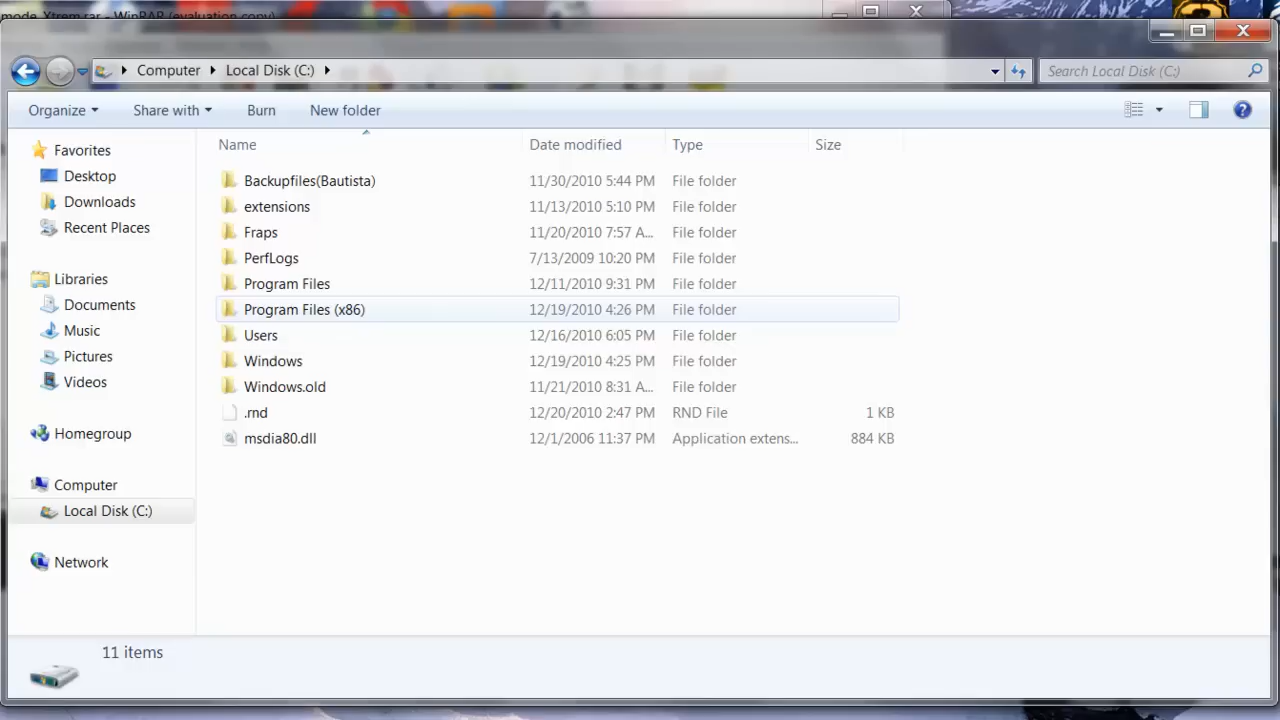 mode_Xtrem.rar - WinRAR (evaluation copy)
Computer Local Disk (C:) Search Local Disk (C:)
Organize Share with Burn New folder
Name Date modified Type Size
Favorites
Desktop
Downloads
Recent Places
Libraries
Documents
Music
Pictures
Videos
Homegroup
Computer
Local Disk (C:)
Network
Backupfiles(Bautista) 11/30/2010 5:44 PM File folder
extensions 11/13/2010 5:10 PM File folder
Fraps 11/20/2010 7:57 A... File folder
PerfLogs 7/13/2009 10:20 PM File folder
Program Files 12/11/2010 9:31 PM File folder
Program Files (x86) 12/19/2010 4:26 PM File folder
Users 12/16/2010 6:05 PM File folder
Windows 12/19/2010 4:25 PM File folder
Windows.old 11/21/2010 8:31 A... File folder
.rnd 12/20/2010 2:47 PM RND File 1 KB
msdia80.dll 12/1/2006 11:37 PM Application extens... 884 KB
11 items